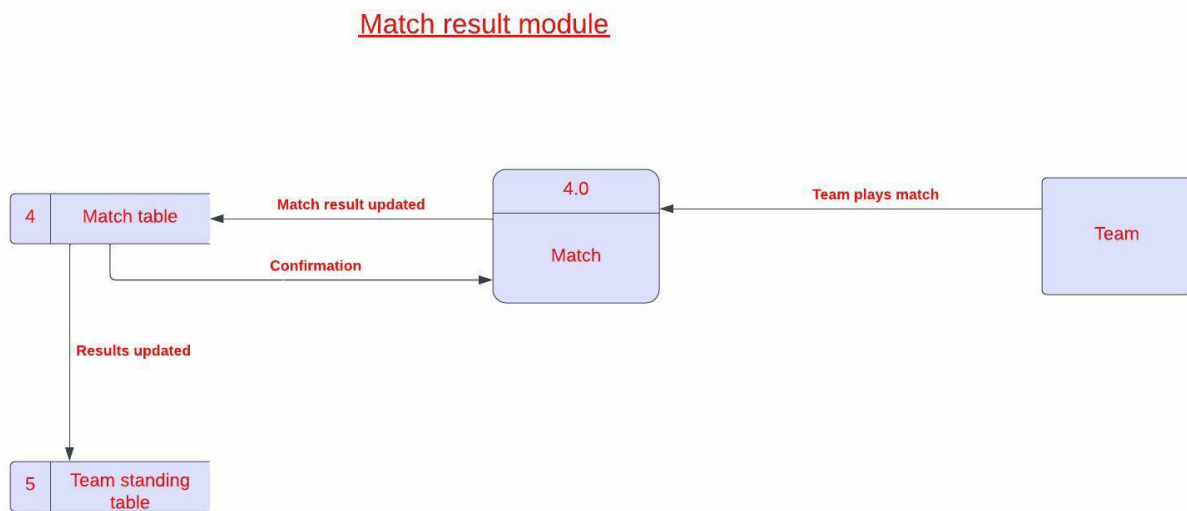 Match result module
4.0
Team plays match
Match result updated
4
Match table
Team
Match
Confirmation
Results updated
5
Team standing
table